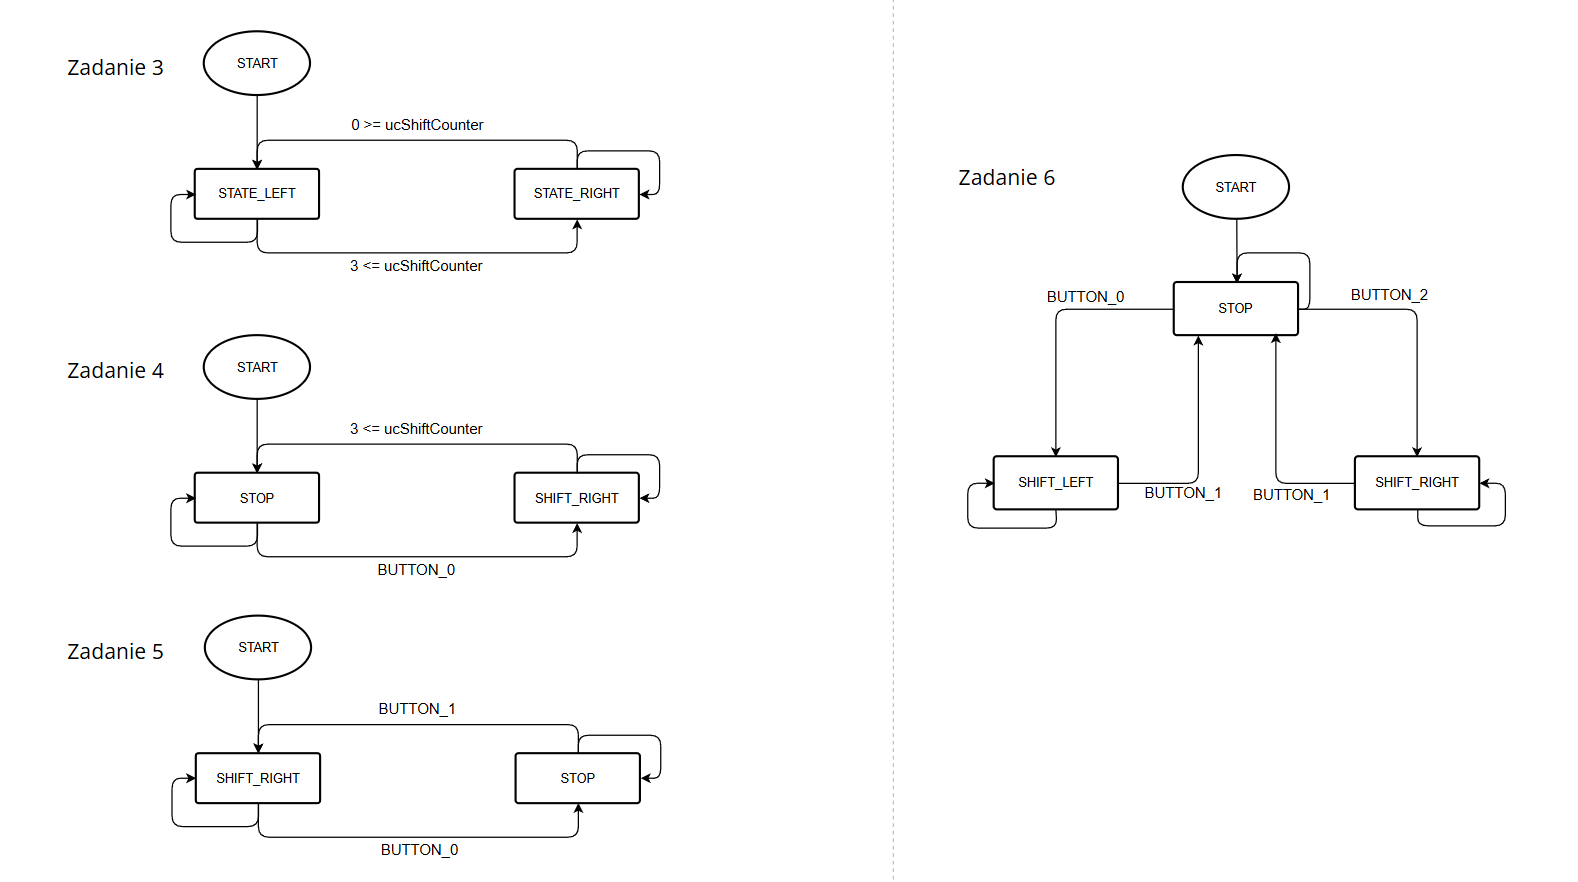 Zadanie 3
START
0 >= ucShiftCounter
STATE_LEFT
STATE_RIGHT
3 <= ucShiftCounter
Zadanie 4
START
3 <= ucShiftCounter
STOP
SHIFT_RIGHT
BUTTON_0
Zadanie 5
START
BUTTON_1
SHIFT_RIGHT
STOP
BUTTON_0
Zadanie 6
START
STOP
BUTTON_0
BUTTON_2
SHIFT_LEFT
SHIFT_RIGHT
BUTTON_1
BUTTON_1